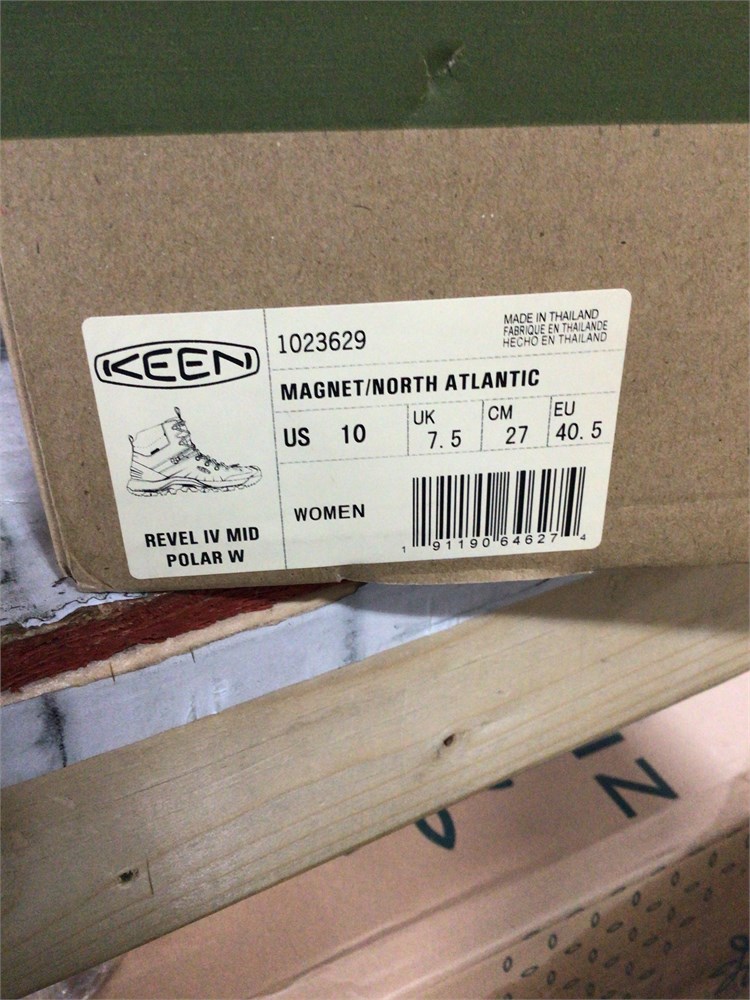 KEEN
REVEL IV MID
POLAR W
1023629
MADE IN THAILAND
FABRIQUE EN THAILANDE
HECHO EN THAILAND
MAGNET/NORTH ATLANTIC
US 10
UK
7.5
CM
27
EU
40.5
WOMEN
1 91190 64627 4